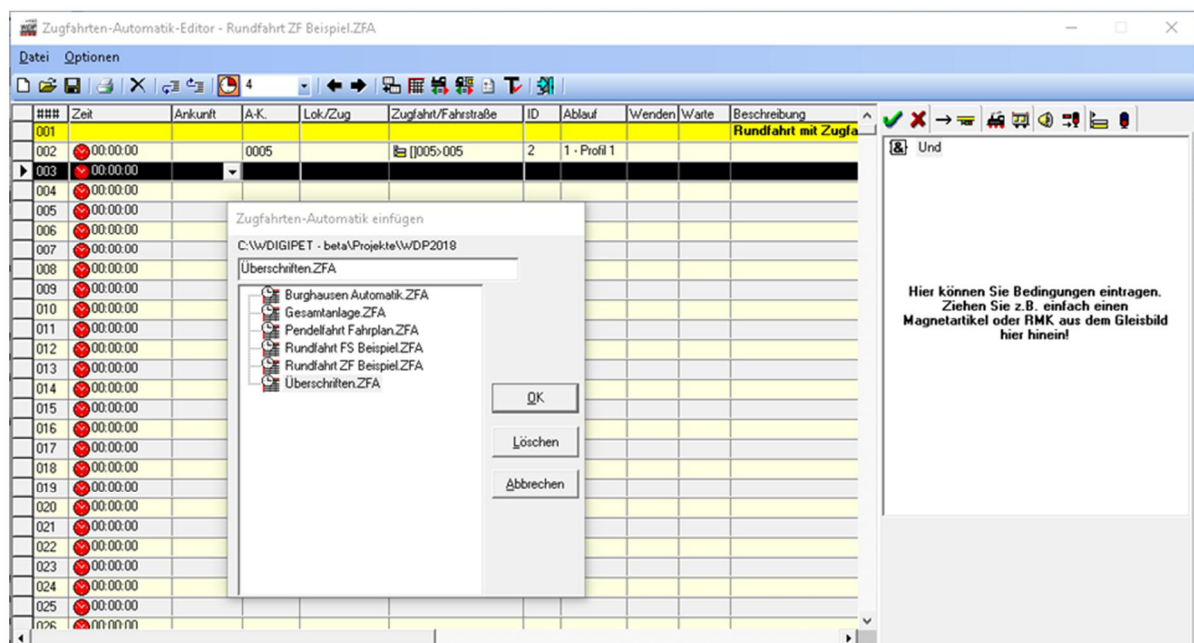 Zugfahrten-Automatik-Editor - Rundfahrt ZF Beispiel.ZFA
Datei Optionen
4
### Zeit Ankunft A-K. Lok/Zug Zugfahrt/Fahrstraße ID Ablauf Wenden Warte Beschreibung
001 Rundfahrt mit Zugfa
002 00:00:00 0005 []005>005 2 1 - Profil 1
003 00:00:00
004 00:00:00
005 00:00:00
006 00:00:00
007 00:00:00
008 00:00:00
009 00:00:00
010 00:00:00
011 00:00:00
012 00:00:00
013 00:00:00
014 00:00:00
015 00:00:00
016 00:00:00
017 00:00:00
018 00:00:00
019 00:00:00
020 00:00:00
021 00:00:00
022 00:00:00
023 00:00:00
024 00:00:00
025 00:00:00
026 00:00:00
Zugfahrten-Automatik einfügen
C:\WDIGIPET - beta\Projekte\WDP2018
Überschriften.ZFA
Burghausen Automatik.ZFA
Gesamtanlage.ZFA
Pendelfahrt Fahrplan.ZFA
Rundfahrt FS Beispiel.ZFA
Rundfahrt ZF Beispiel.ZFA
Überschriften.ZFA
OK
Löschen
Abbrechen
{&} Und
Hier können Sie Bedingungen eintragen.
Ziehen Sie z.B. einfach einen
Magnetartikel oder RMK aus dem Gleisbild
hier hinein!